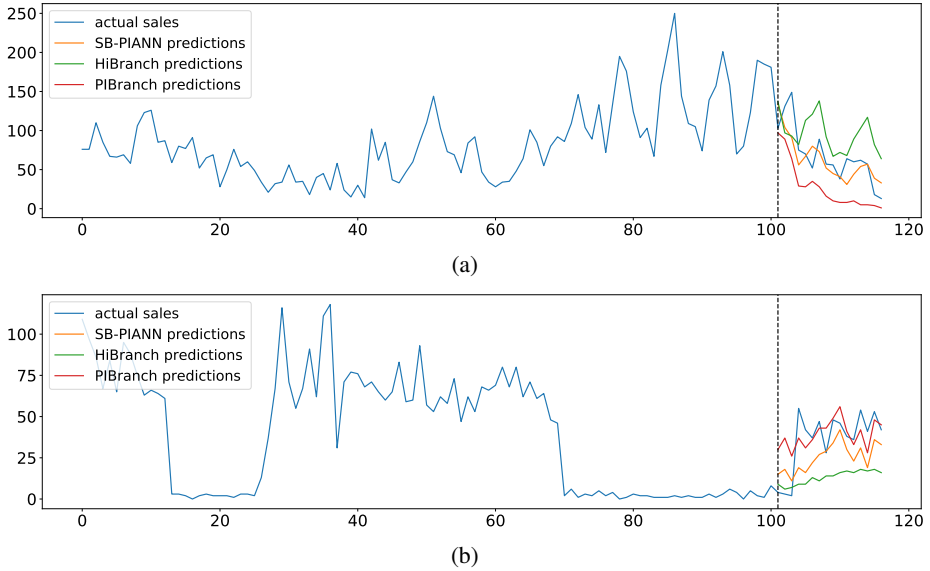 250
200
150
100
50
0
actual sales
SB-PIANN predictions
HiBranch predictions
PIBranch predictions
0 20 40 60 80 100 120
(a)
100
75
50
25
0
actual sales
SB-PIANN predictions
HiBranch predictions
PIBranch predictions
0 20 40 60 80 100 120
(b)